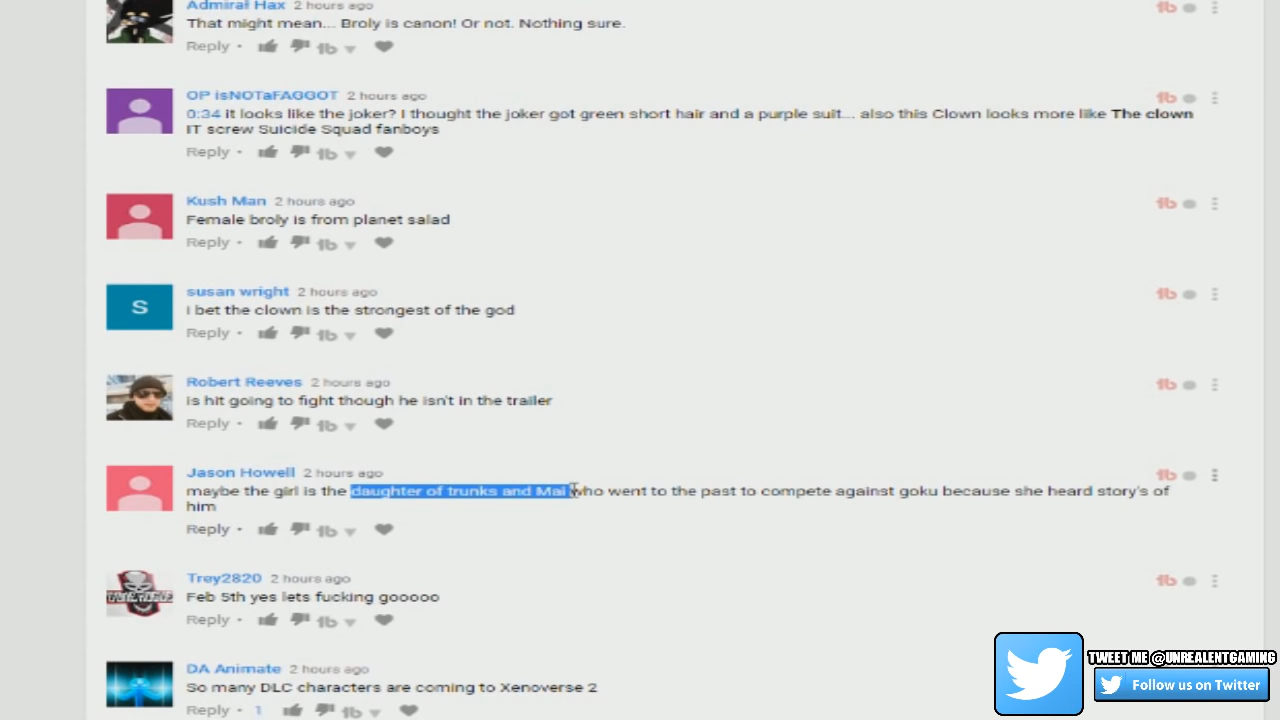 Admiral Hax 2 hours ago
That might mean... Broly is canon! Or not. Nothing sure.
Reply •
OP isNOTaFAGGOT 2 hours ago
0:34 it looks like the joker? I thought the joker got green short hair and a purple suit... also this Clown looks more like The clown
IT screw Suicide Squad fanboys
Reply •
Kush Man 2 hours ago
Female broly is from planet salad
Reply •
S
susan wright 2 hours ago
i bet the clown is the strongest of the god
Reply •
Robert Reeves 2 hours ago
is hit going to fight though he isn't in the trailer
Reply •
Jason Howell 2 hours ago
maybe the girl is the daughter of trunks and Mai who went to the past to compete against goku because she heard story's of
him
Reply •
Trey2820 2 hours ago
Feb 5th yes lets fucking gooooo
Reply •
DA Animate 2 hours ago
So many DLC characters are coming to Xenoverse 2
Reply • 1
TWEET ME @UNREALENTGAMING
Follow us on Twitter